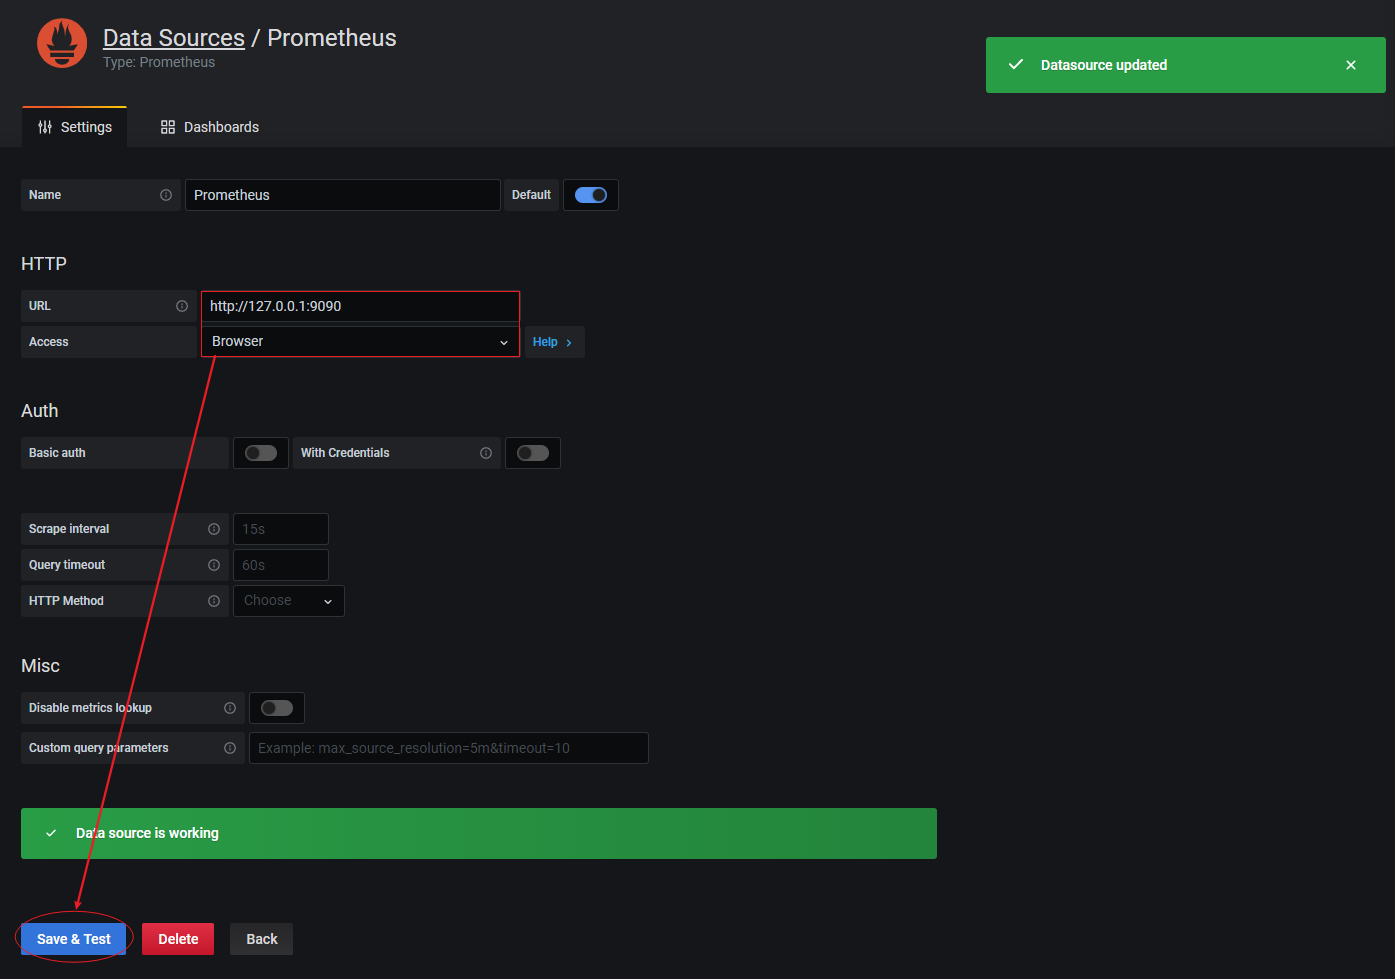 Data Sources / Prometheus
Type: Prometheus
Datasource updated
Settings
Dashboards
Name
Prometheus
Default
HTTP
URL
http://127.0.0.1:9090
Access
Browser
Help
Auth
Basic auth
With Credentials
Scrape interval
15s
Query timeout
60s
HTTP Method
Choose
Misc
Disable metrics lookup
Custom query parameters
Example: max_source_resolution=5m&timeout=10
Data source is working
Save & Test
Delete
Back